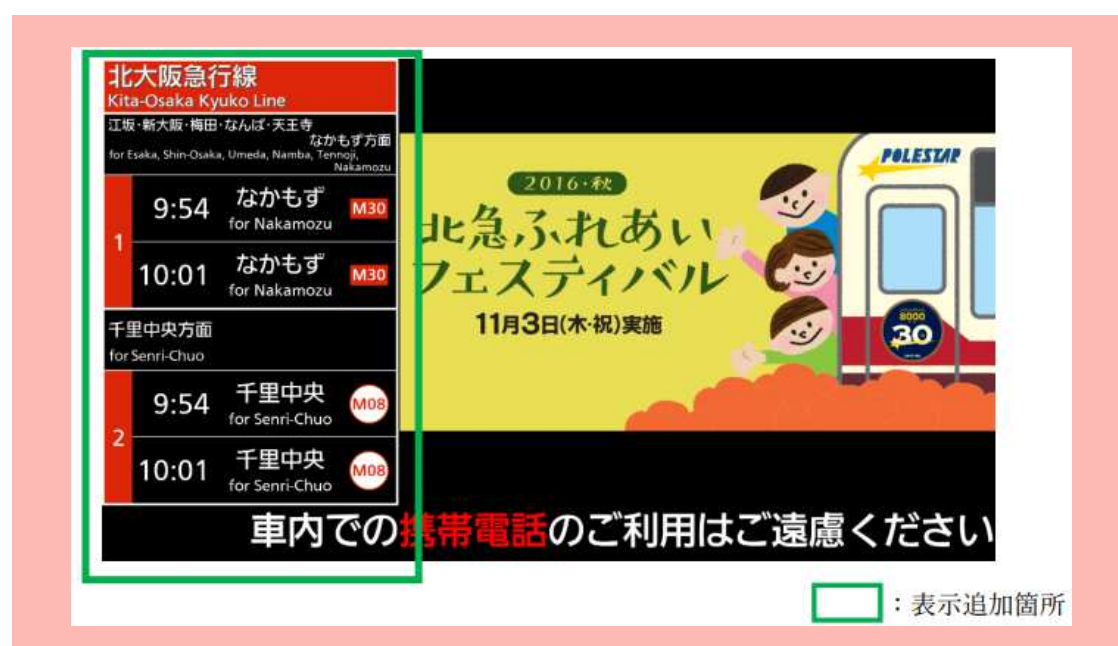 北大阪急行線
Kita-Osaka Kyuko Line
江坂・新大阪・梅田・なんば・天王寺
なかもず方面
for Esaka, Shin-Osaka, Umeda, Namba, Tennoji,
Nakamozu
1
9:54 なかもず M30
for Nakamozu
10:01 なかもず M30
for Nakamozu
千里中央方面
for Senri-Chuo
2
9:54 千里中央 M08
for Senri-Chuo
10:01 千里中央 M08
for Senri-Chuo
2016・秋
北急ふれあい
フェスティバル
11月3日(木・祝)実施
POLESTAR
8000
30
車内での携帯電話のご利用はご遠慮ください
：表示追加箇所